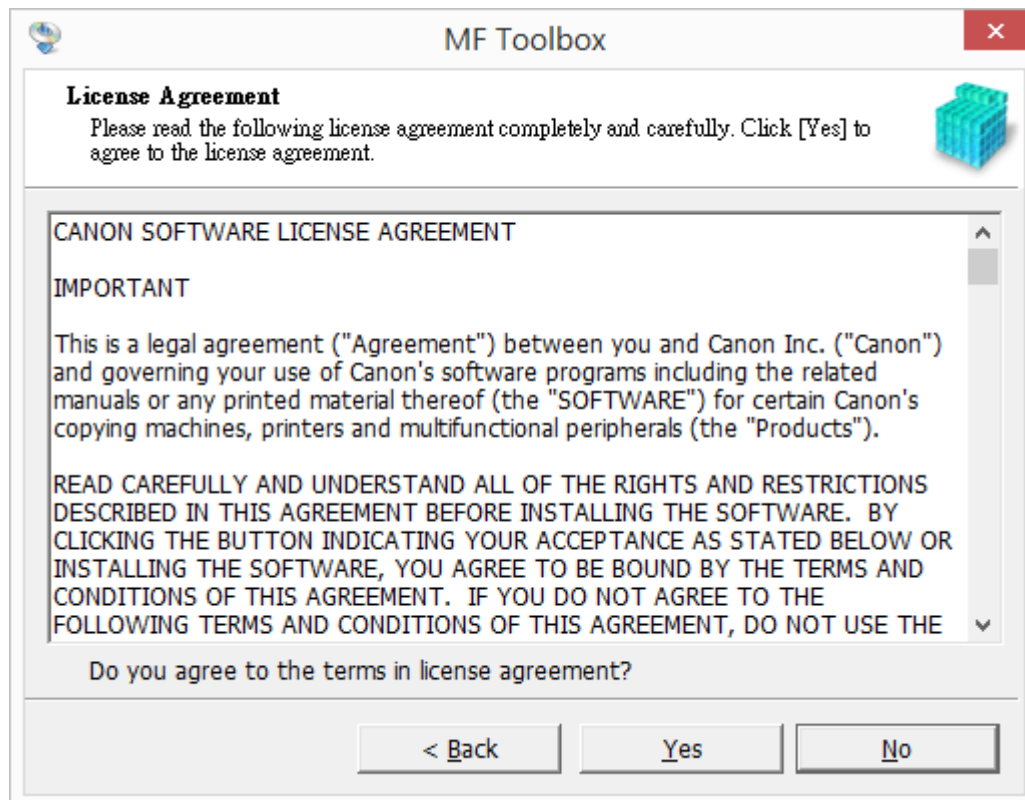 MF Toolbox
License Agreement
Please read the following license agreement completely and carefully. Click [Yes] to
agree to the license agreement.
CANON SOFTWARE LICENSE AGREEMENT
IMPORTANT
This is a legal agreement ("Agreement") between you and Canon Inc. ("Canon")
and governing your use of Canon's software programs including the related
manuals or any printed material thereof (the "SOFTWARE") for certain Canon's
copying machines, printers and multifunctional peripherals (the "Products").
READ CAREFULLY AND UNDERSTAND ALL OF THE RIGHTS AND RESTRICTIONS
DESCRIBED IN THIS AGREEMENT BEFORE INSTALLING THE SOFTWARE.  BY
CLICKING THE BUTTON INDICATING YOUR ACCEPTANCE AS STATED BELOW OR
INSTALLING THE SOFTWARE, YOU AGREE TO BE BOUND BY THE TERMS AND
CONDITIONS OF THIS AGREEMENT.  IF YOU DO NOT AGREE TO THE
FOLLOWING TERMS AND CONDITIONS OF THIS AGREEMENT, DO NOT USE THE
Do you agree to the terms in license agreement?
< Back
Yes
No